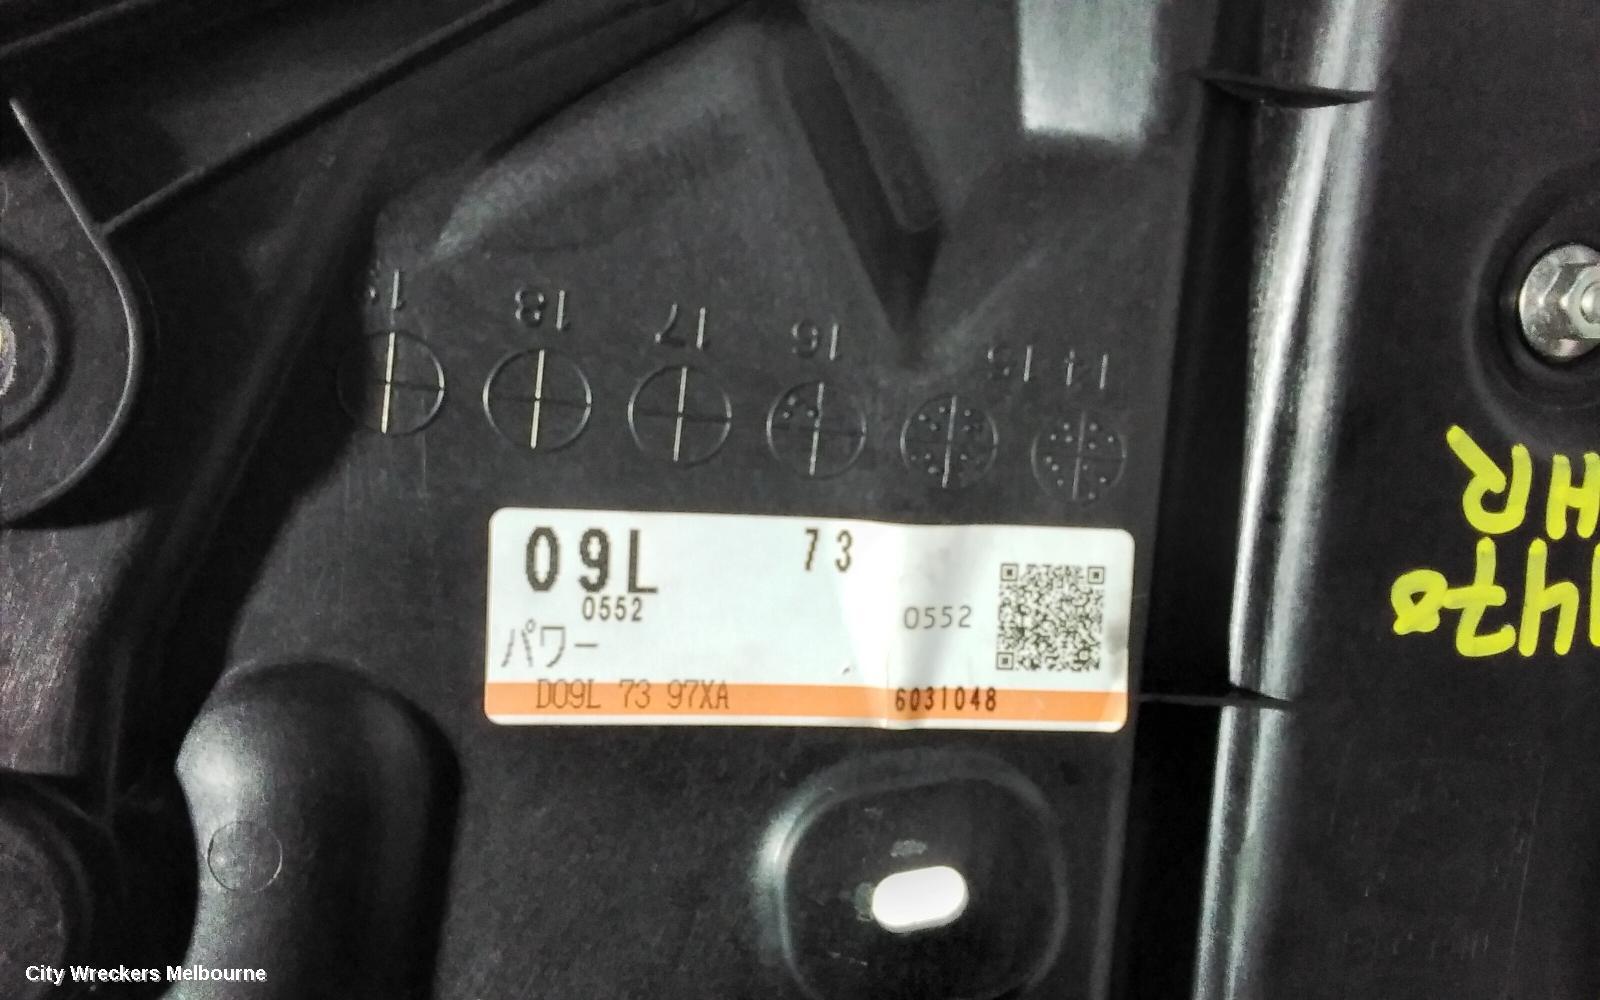 18 17 16 15 14
09L 73
0552 0552
パワー
D09L 73 97XA 6031048
HR
City Wreckers Melbourne